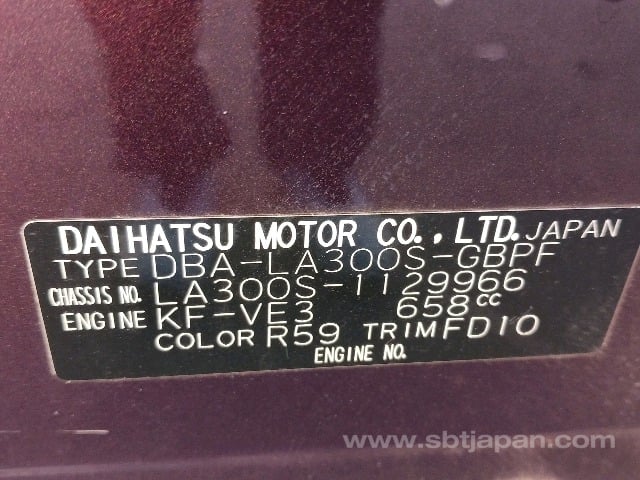 DAIHATSU MOTOR CO., LTD. JAPAN
TYPE DBA-LA300S-GBPF
CHASSIS NO. LA300S-1129966
ENGINE KF-VE3 658cc
COLOR R59 TRIM FD10
ENGINE NO.
www.sbtjapan.com